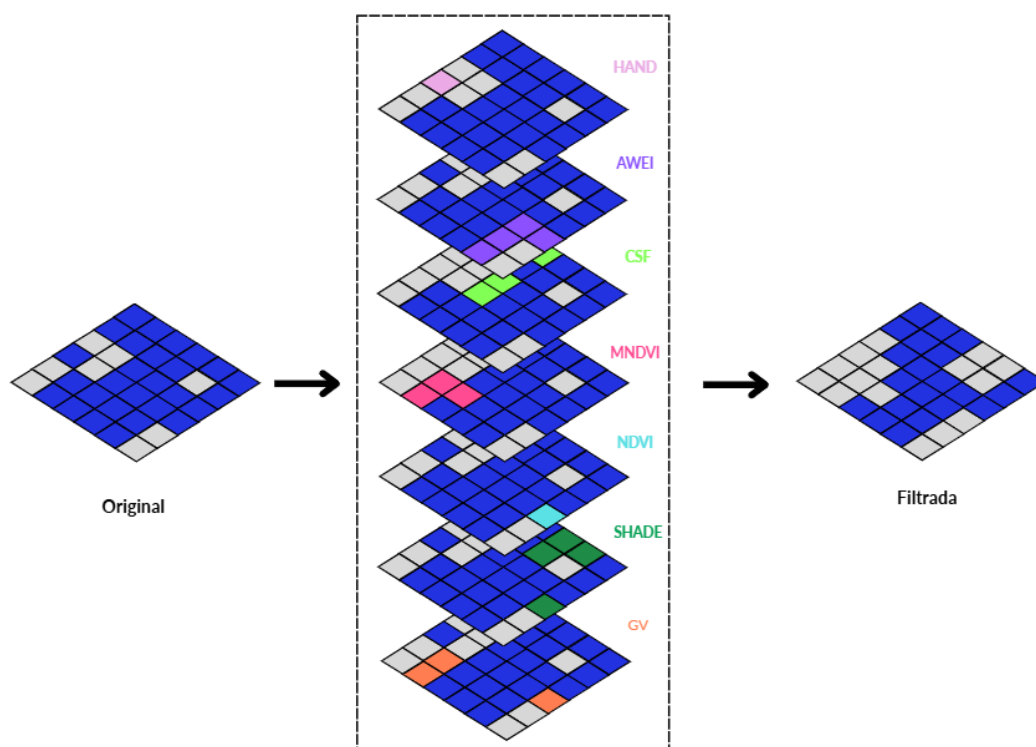 HAND
AWEI
CSF
MNDVI
NDVI
SHADE
GV
Original
Filtrada